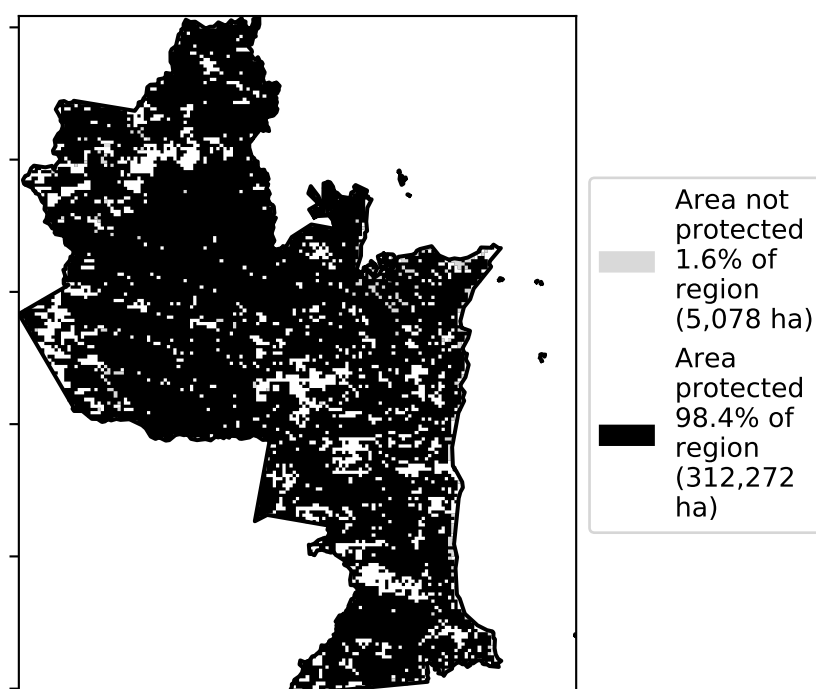 Area not
protected
1.6% of
region
(5,078 ha)
Area
protected
98.4% of
region
(312,272
ha)